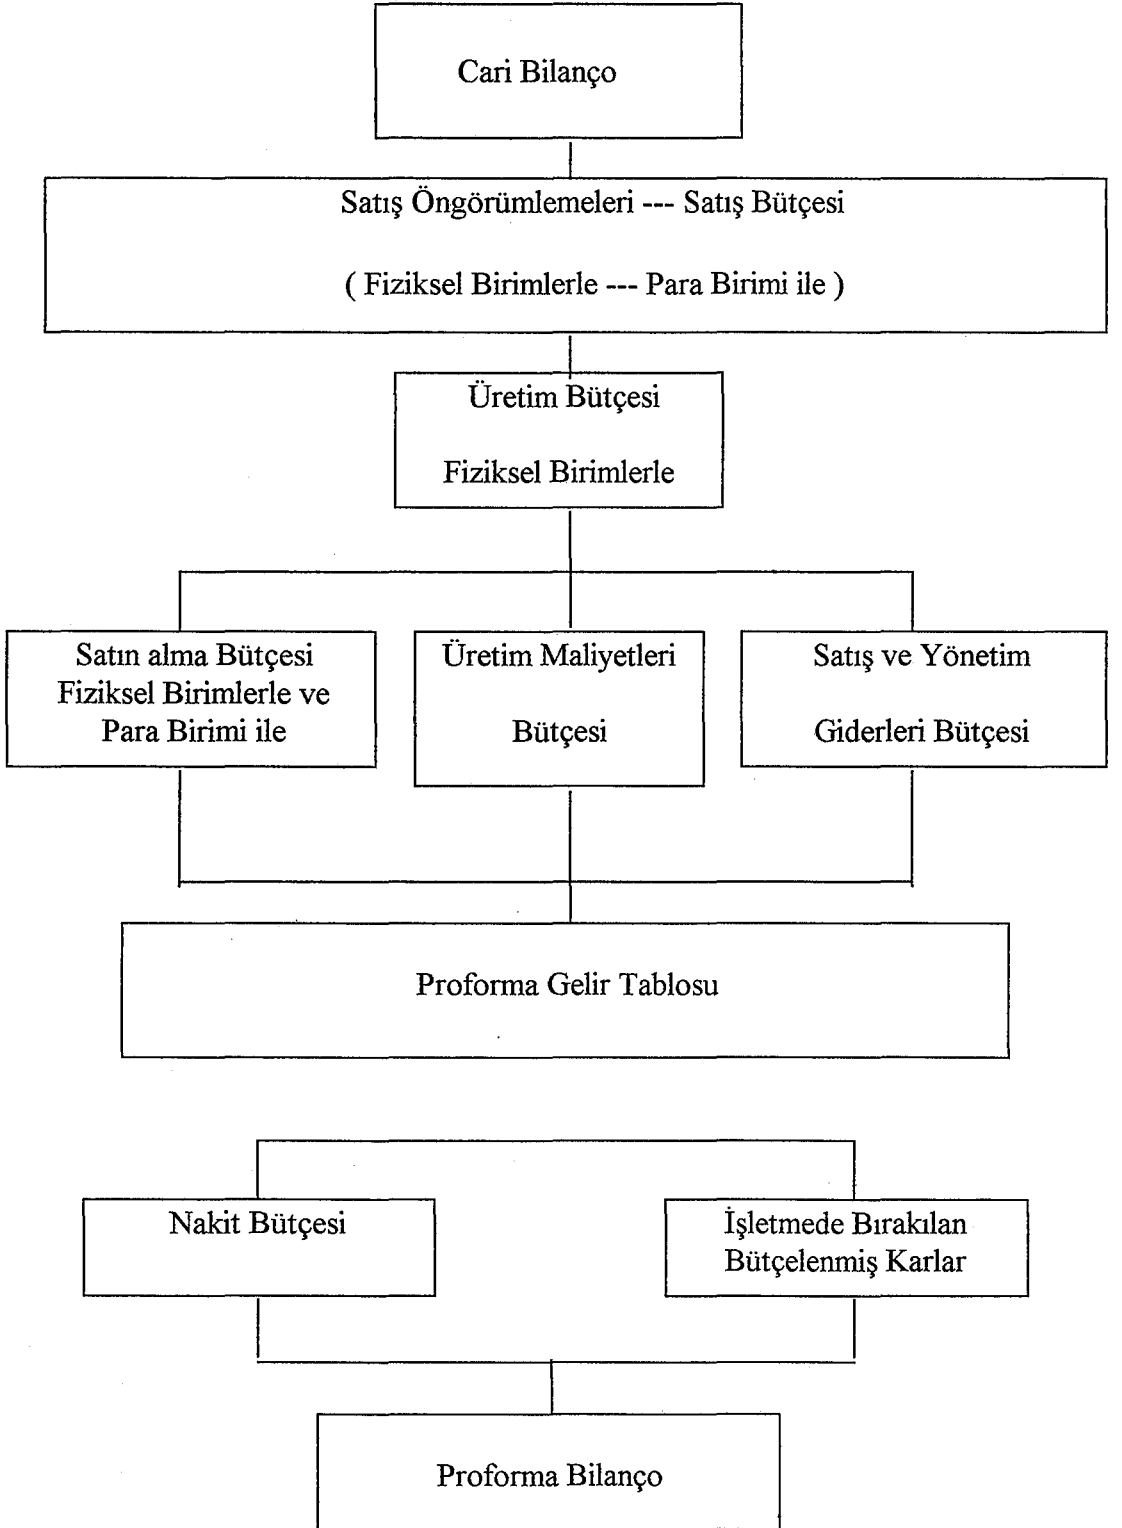 Cari Bilanço
Satış Öngörümlemeleri --- Satış Bütçesi
( Fiziksel Birimlerle --- Para Birimi ile )
Üretim Bütçesi
Fiziksel Birimlerle
Satın alma Bütçesi
Fiziksel Birimlerle ve
Para Birimi ile
Üretim Maliyetleri
Bütçesi
Satış ve Yönetim
Giderleri Bütçesi
Proforma Gelir Tablosu
Nakit Bütçesi
İşletmede Bırakılan
Bütçelenmiş Karlar
Proforma Bilanço